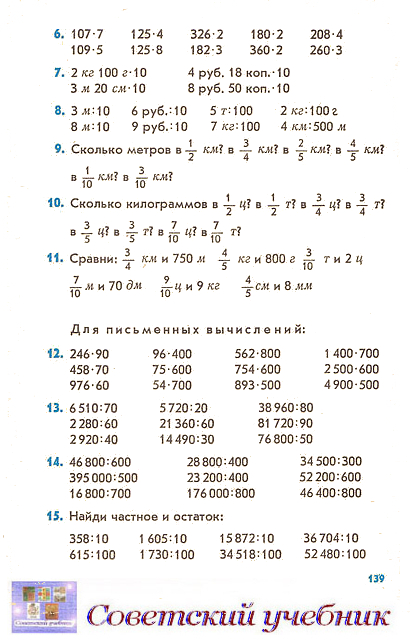 6. 107·7 125·4 326·2 180·2 208·4
109·5 125·8 182·3 360·2 260·3
7. 2 кг 100 г·10 4 руб. 18 коп.·10
3 м 20 см·10 8 руб. 50 коп.·10
8. 3 м:10 6 руб.:10 5 т:100 2 кг:100 г
8 м:10 9 руб.:10 7 кг:100 4 км:500 м
9. Сколько метров в 1/2 км? в 3/4 км? в 2/5 км? в 4/5 км?
в 1/10 км? в 3/10 км?
10. Сколько килограммов в 1/2 ц? в 1/2 т? в 3/4 ц? в 3/4 т?
в 3/5 ц? в 3/5 т? в 7/10 ц? в 7/10 т?
11. Сравни: 3/4 км и 750 м 4/5 кг и 800 г 3/10 т и 2 ц
7/10 м и 70 дм 9/10 ц и 9 кг 4/5 см и 8 мм
Для письменных вычислений:
12. 246·90 96·400 562·800 1 400·700
458·70 75·600 754·600 2 500·600
976·60 54·700 893·500 4 900·500
13. 6 510:70 5 720:20 38 960:80
2 280:60 21 360:60 81 720:90
2 920:40 14 490:30 76 800:50
14. 46 800:600 28 800:400 34 500:300
395 000:500 23 200:400 52 200:600
16 800:700 176 000:800 46 400:800
15. Найди частное и остаток:
358:10 1 605:10 15 872:10 36 704:10
615:100 1 730:100 34 518:100 52 480:100
139
Советский учебник
Советский учебник